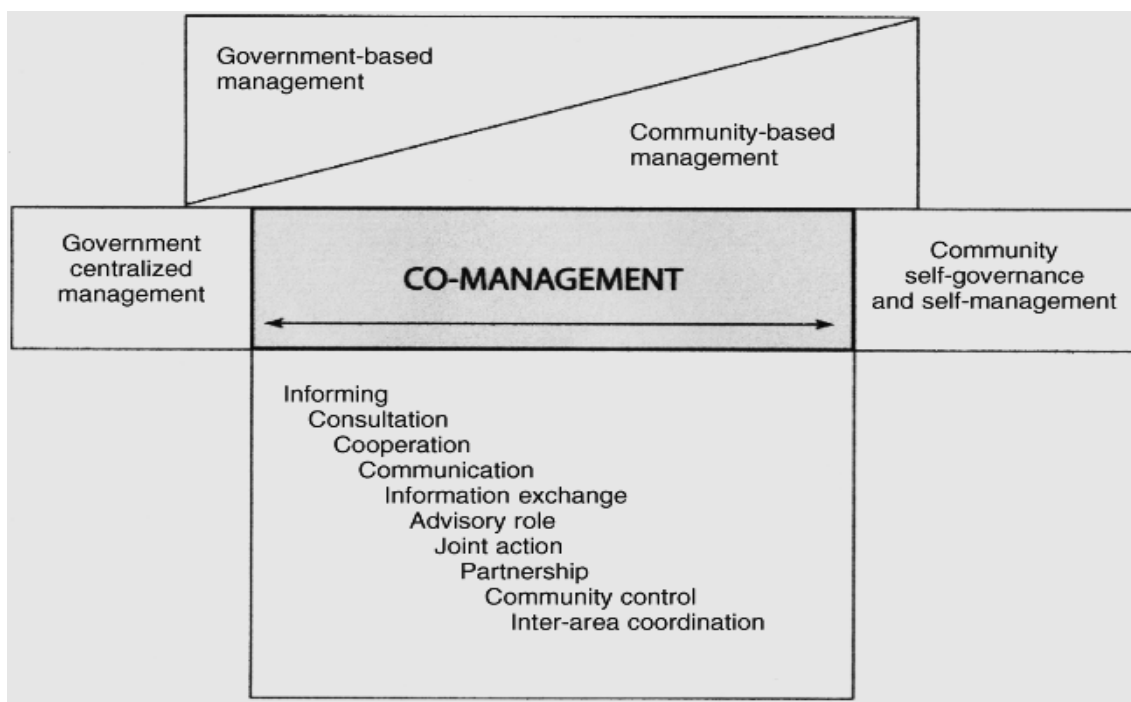 Government-based
management
Community-based
management
Government
centralized
management
CO-MANAGEMENT
Community
self-governance
and self-management
Informing
Consultation
Cooperation
Communication
Information exchange
Advisory role
Joint action
Partnership
Community control
Inter-area coordination